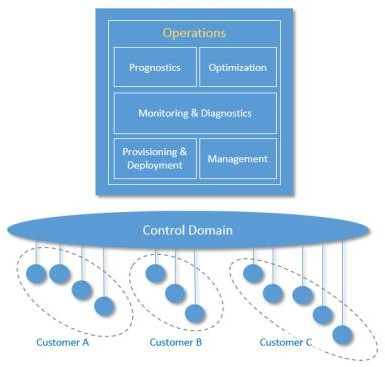 Operations
Prognostics
Optimization
Monitoring & Diagnostics
Provisioning &
Deployment
Management
Control Domain
Customer A
Customer B
Customer C